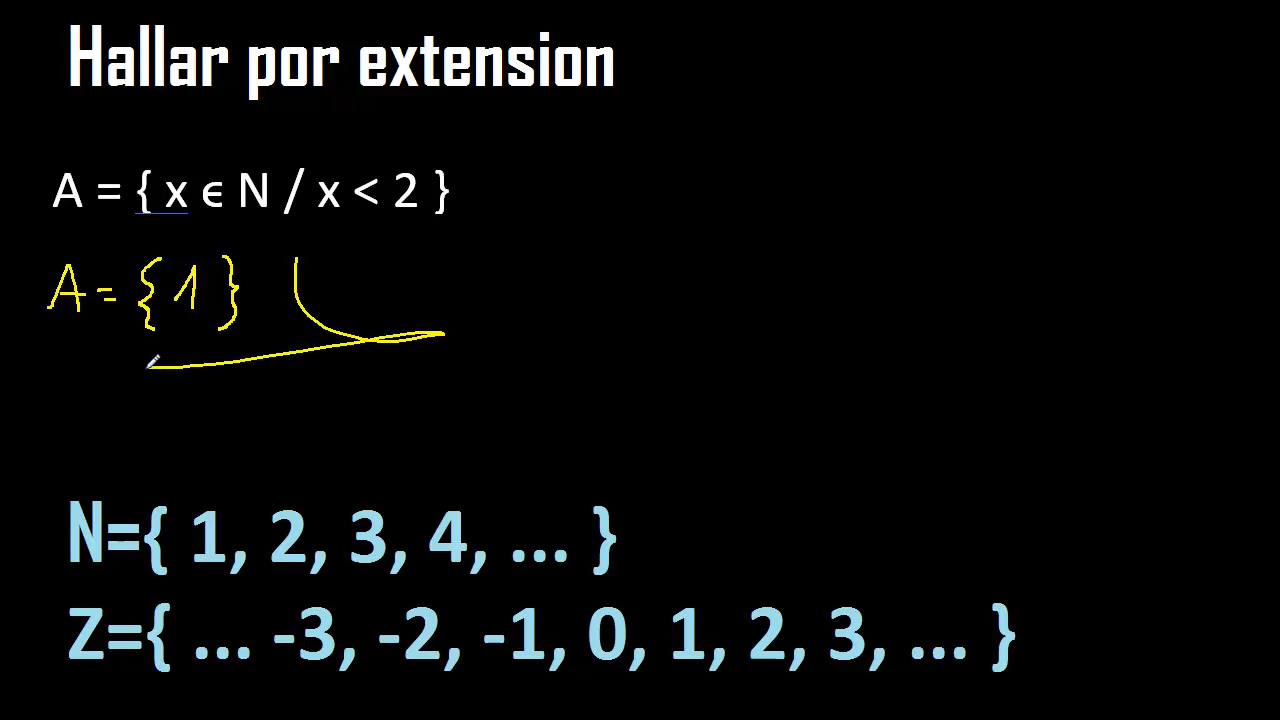 Hallar por extension
A = { x ϵ N / x < 2 }
A = { 1 }
N={ 1, 2, 3, 4, ... }
Z={ ... -3, -2, -1, 0, 1, 2, 3, ... }